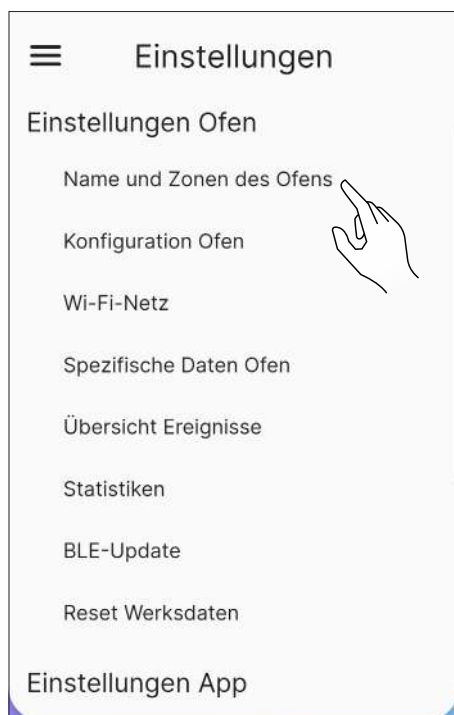 Einstellungen
Einstellungen Ofen
Name und Zonen des Ofens
Konfiguration Ofen
Wi-Fi-Netz
Spezifische Daten Ofen
Übersicht Ereignisse
Statistiken
BLE-Update
Reset Werksdaten
Einstellungen App